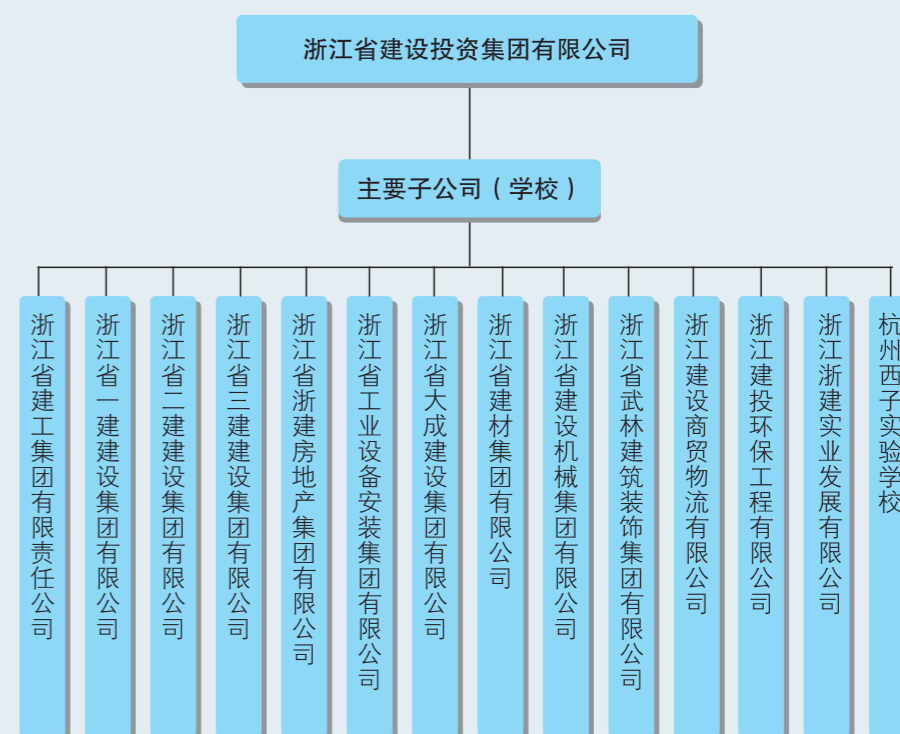 浙江省建设投资集团有限公司
主要子公司（学校）
浙江省建工集团有限责任公司
浙江省一建建设集团有限公司
浙江省二建建设集团有限公司
浙江省三建建设集团有限公司
浙江省浙建房地产集团有限公司
浙江省工业设备安装集团有限公司
浙江省大成建设集团有限公司
浙江省建材集团有限公司
浙江省建设机械集团有限公司
浙江省武林建筑装饰集团有限公司
浙江建设商贸物流有限公司
浙江建投环保工程有限公司
浙江浙建实业发展有限公司
杭州西子实验学校